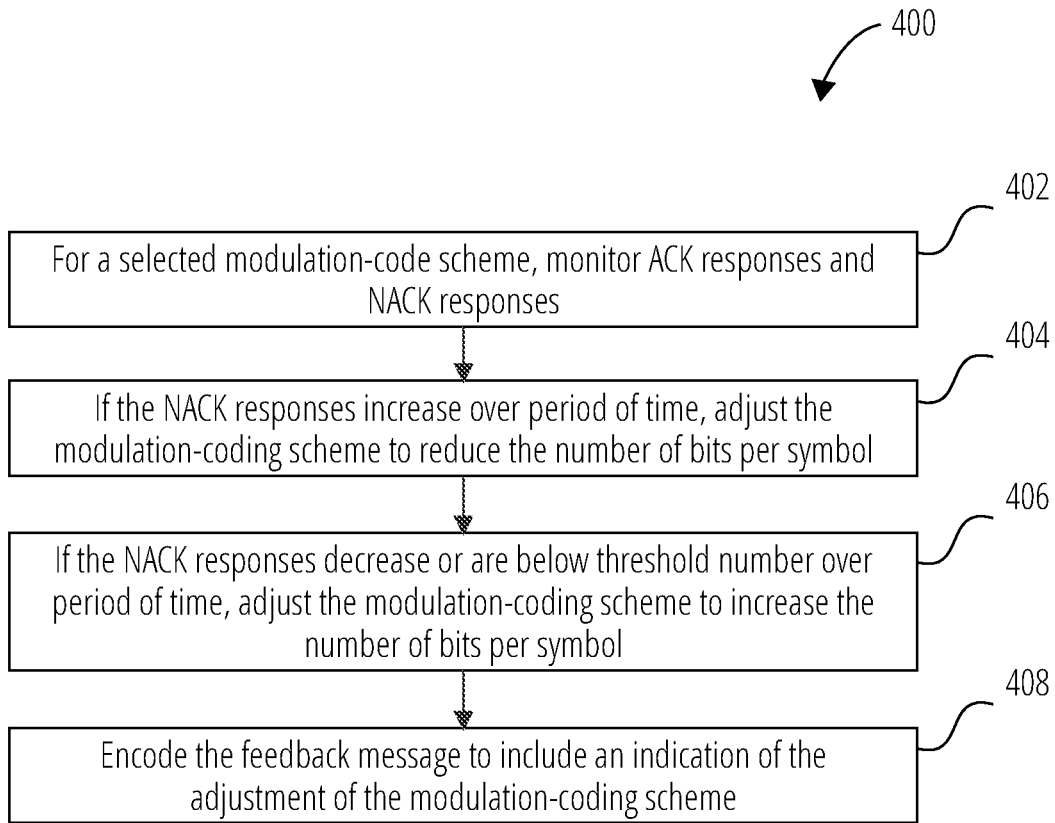 400
402
For a selected modulation-code scheme, monitor ACK responses and
NACK responses
404
If the NACK responses increase over period of time, adjust the
modulation-coding scheme to reduce the number of bits per symbol
406
If the NACK responses decrease or are below threshold number over
period of time, adjust the modulation-coding scheme to increase the
number of bits per symbol
408
Encode the feedback message to include an indication of the
adjustment of the modulation-coding scheme